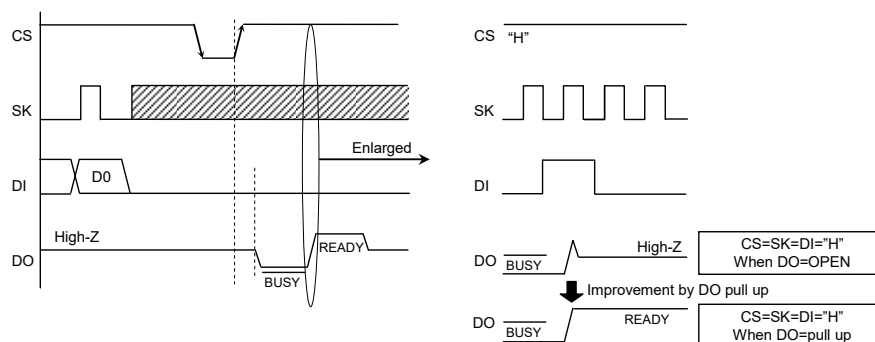 CS
SK
DI
D0
High-Z
DO
BUSY
READY
Enlarged
CS
“H”
SK
DI
DO
BUSY
High-Z
CS=SK=DI=”H”
When DO=OPEN
Improvement by DO pull up
DO
BUSY
READY
CS=SK=DI=”H”
When DO=pull up